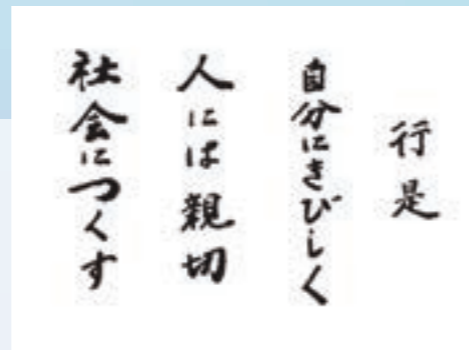 行是
自分にきびしく
人には親切
社会につくす